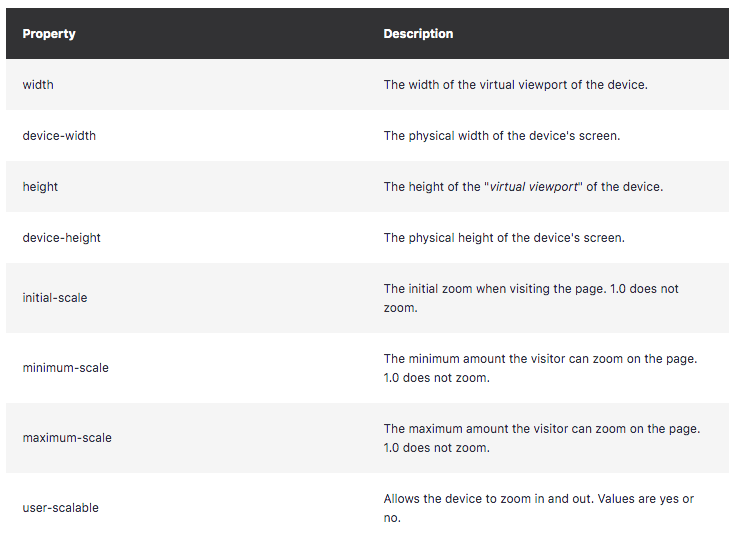 Property Description
width The width of the virtual viewport of the device.
device-width The physical width of the device's screen.
height The height of the "virtual viewport" of the device.
device-height The physical height of the device's screen.
initial-scale The initial zoom when visiting the page. 1.0 does not
zoom.
minimum-scale The minimum amount the visitor can zoom on the page.
1.0 does not zoom.
maximum-scale The maximum amount the visitor can zoom on the page.
1.0 does not zoom.
user-scalable Allows the device to zoom in and out. Values are yes or
no.